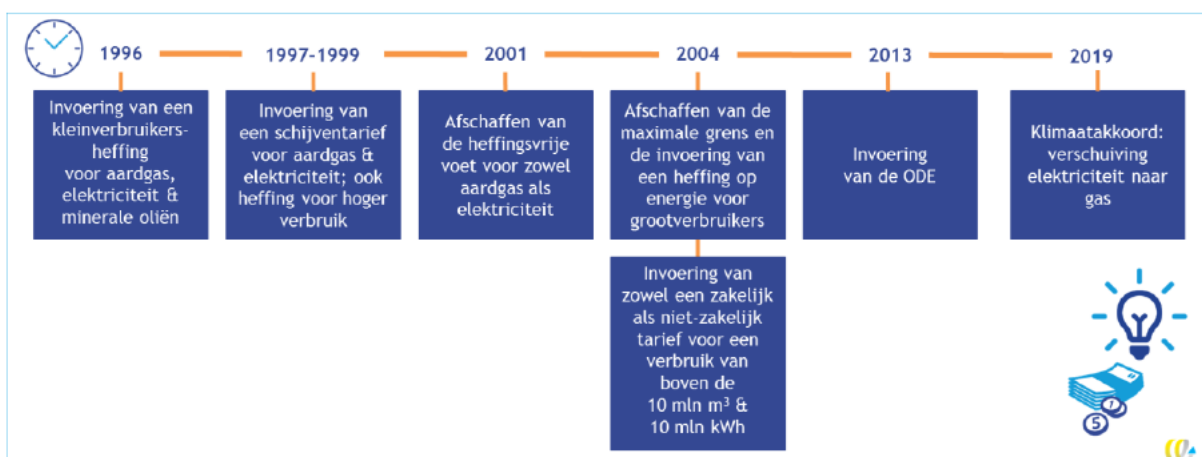 1996
Invoering van een
kleinverbruikers-
heffing
voor aardgas,
elektriciteit &
minerale oliën
1997-1999
Invoering van
een schijventarief
voor aardgas &
elektriciteit; ook
heffing voor hoger
verbruik
2001
Afschaffen van
de heffingsvrije
voet voor zowel
aardgas als
elektriciteit
2004
Afschaffen van de
maximale grens en
de invoering van
een heffing op
energie voor
grootverbruikers
Invoering van
zowel een zakelijk
als niet-zakelijk
tarief voor een
verbruik van
boven de
10 mln m³ &
10 mln kWh
2013
Invoering
van de ODE
2019
Klimaatakkoord:
verschuiving
elektriciteit naar
gas
1
5